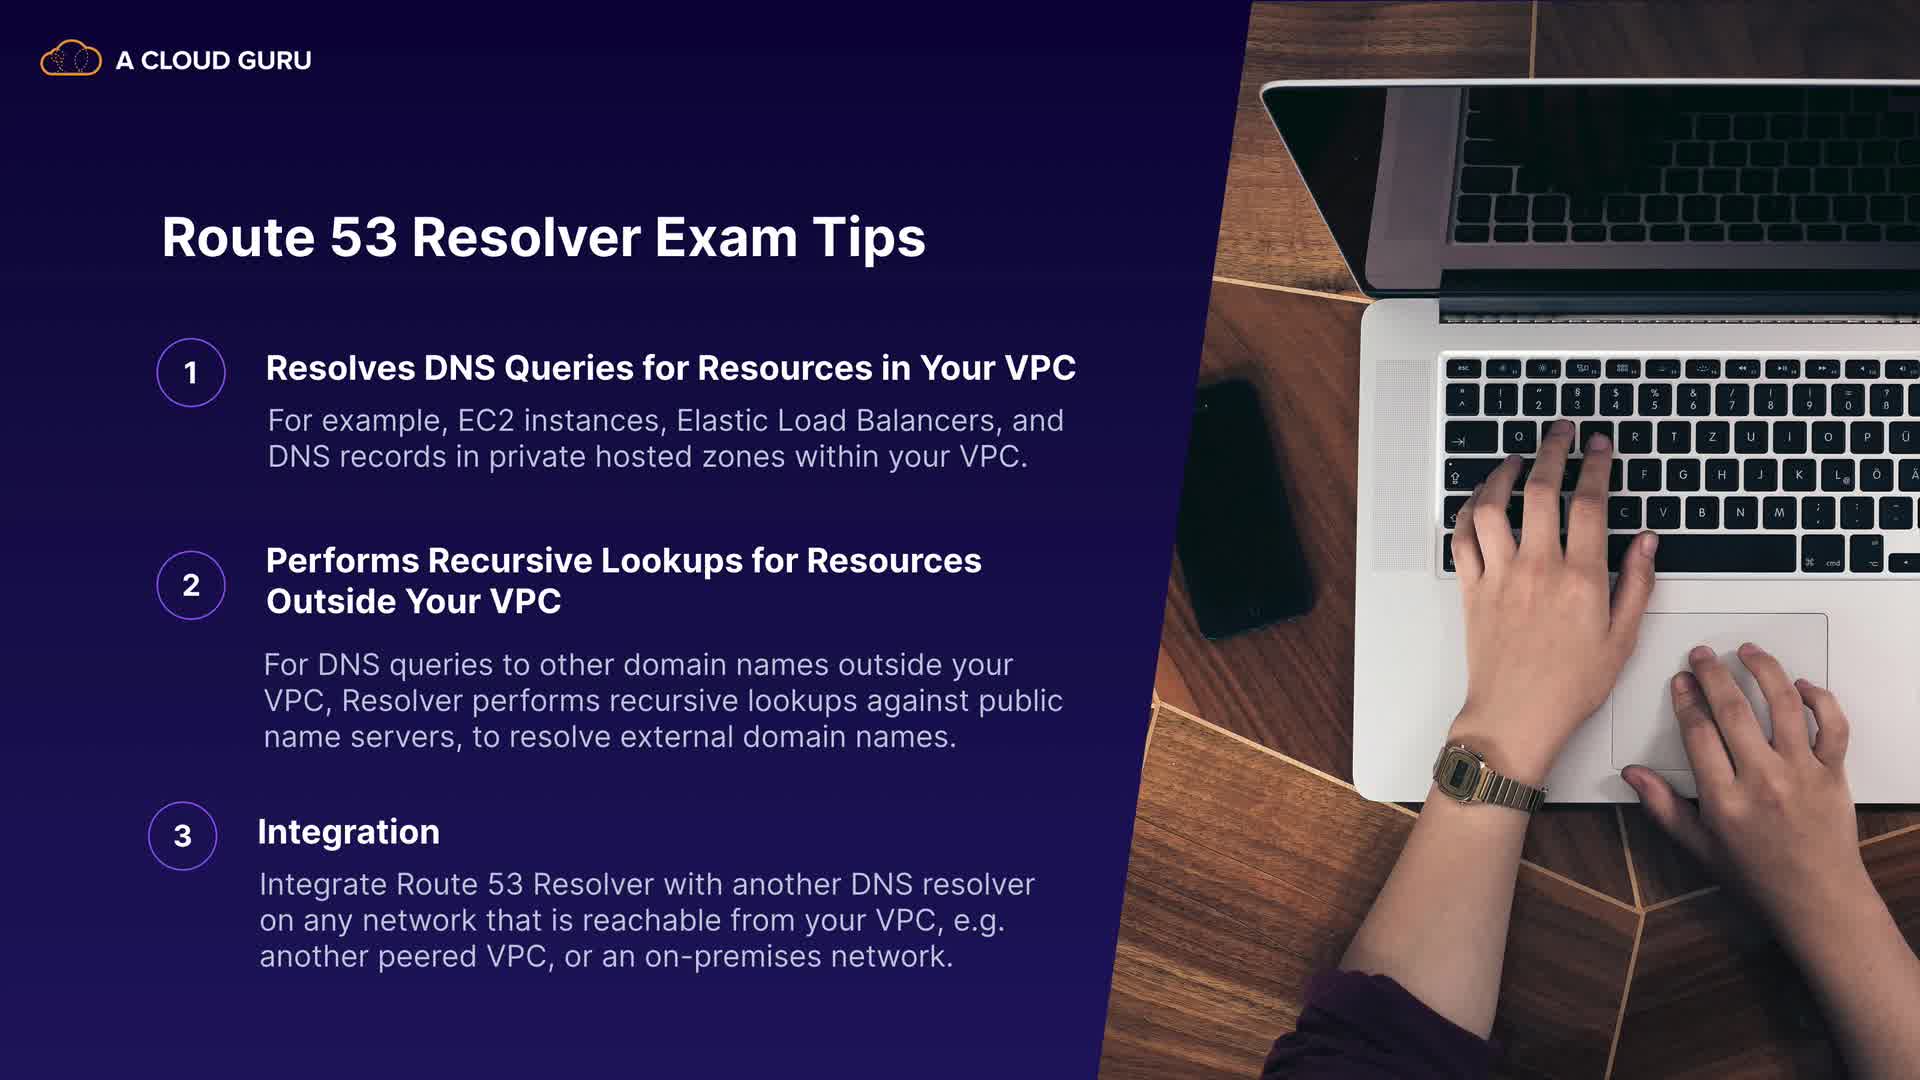 A CLOUD GURU
Route 53 Resolver Exam Tips
1
Resolves DNS Queries for Resources in Your VPC
For example, EC2 instances, Elastic Load Balancers, and
DNS records in private hosted zones within your VPC.
2
Performs Recursive Lookups for Resources
Outside Your VPC
For DNS queries to other domain names outside your
VPC, Resolver performs recursive lookups against public
name servers, to resolve external domain names.
3
Integration
Integrate Route 53 Resolver with another DNS resolver
on any network that is reachable from your VPC, e.g.
another peered VPC, or an on-premises network.